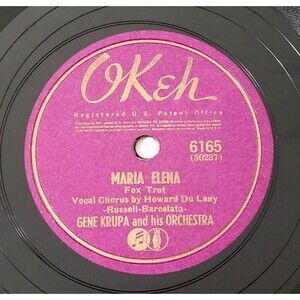 OKeh
Registered U.S. Patent Office
6165
(30237)
MARIA ELENA
Fox Trot
Vocal Chorus by Howard Du Lany
-Russell-Barcelata-
GENE KRUPA and his ORCHESTRA